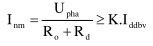 I_nm = U_pha / (R_o + R_d) ≥ K.I_ddbv